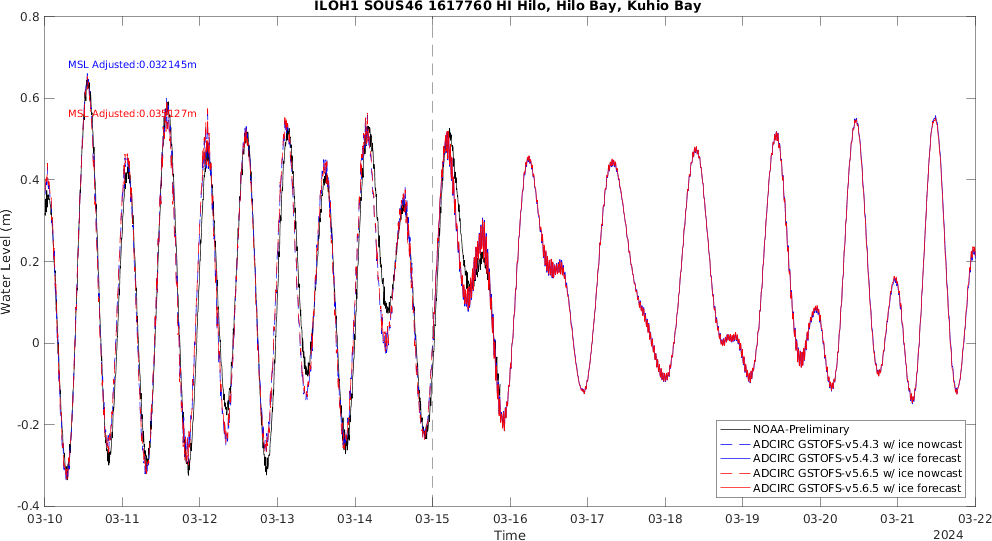 ILOH1 SOUS46 1617760 HI Hilo, Hilo Bay, Kuhio Bay
0.8
0.6
0.4
0.2
0
-0.2
-0.4
Water Level (m)
MSL Adjusted:0.032145m
MSL Adjusted:0.035127m
NOAA-Preliminary
ADCIRC GSTOFS-v5.4.3 w/ ice nowcast
ADCIRC GSTOFS-v5.4.3 w/ ice forecast
ADCIRC GSTOFS-v5.6.5 w/ ice nowcast
ADCIRC GSTOFS-v5.6.5 w/ ice forecast
03-10 03-11 03-12 03-13 03-14 03-15 03-16 03-17 03-18 03-19 03-20 03-21 03-22
Time
2024